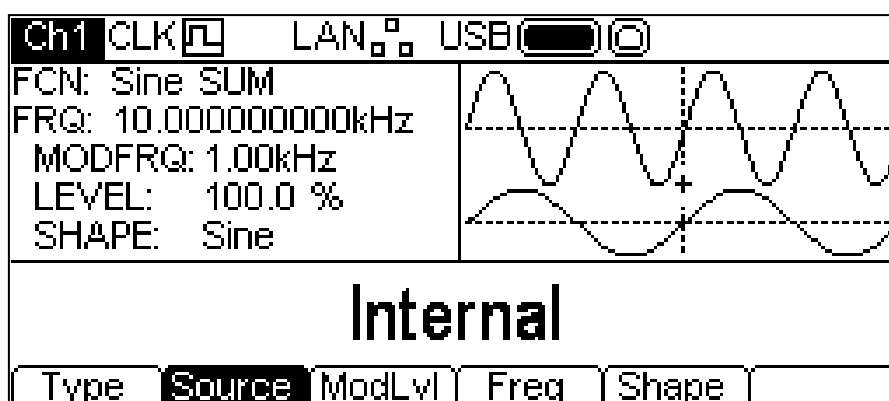 Ch1 CLK LAN USB
FCN: Sine SUM
FRQ: 10.000000000kHz
MODFRQ: 1.00kHz
LEVEL: 100.0 %
SHAPE: Sine
Internal
Type Source ModLvl Freq Shape